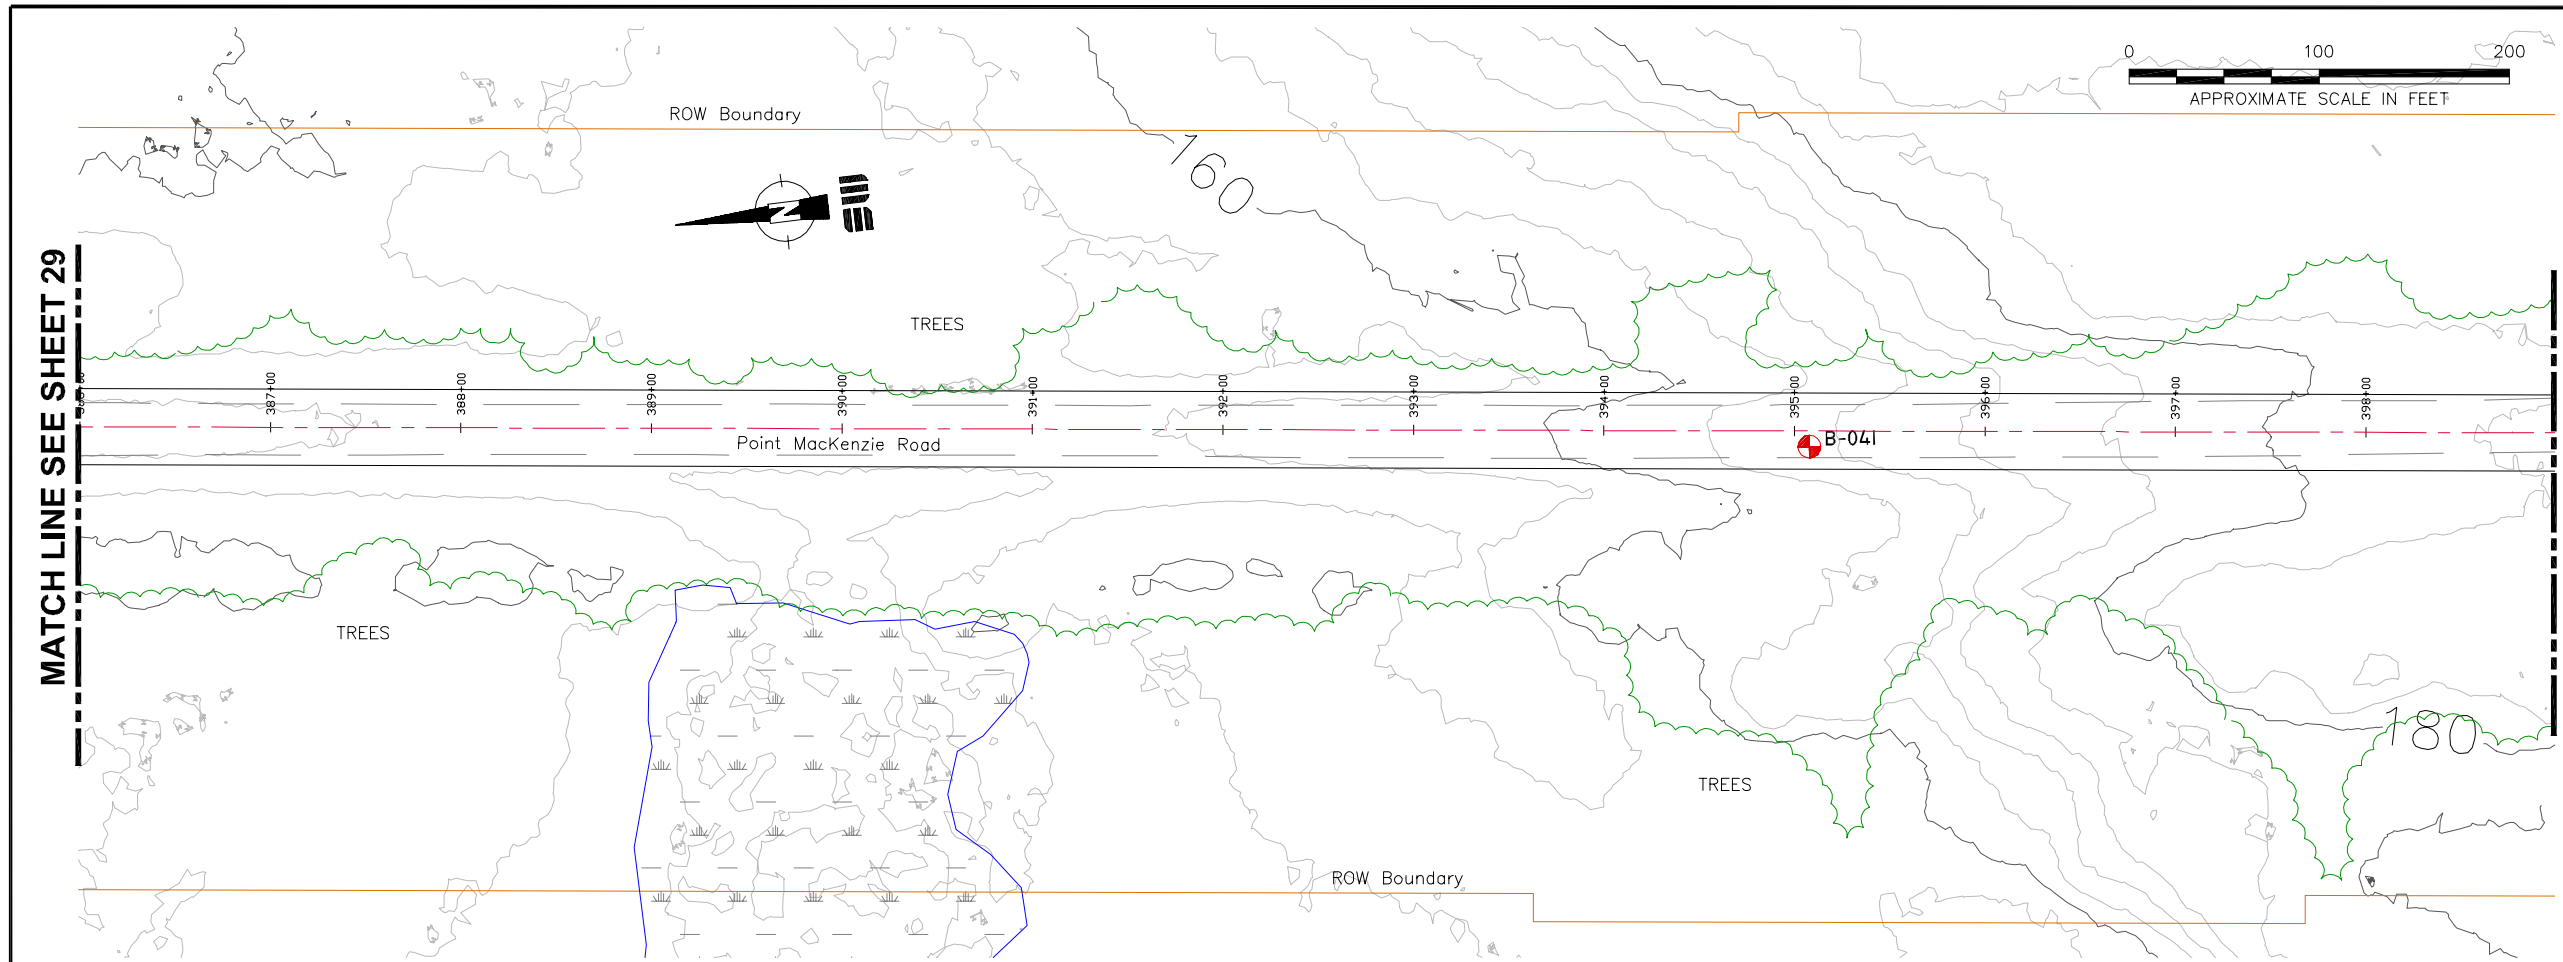 0 100 200
APPROXIMATE SCALE IN FEET
ROW Boundary
160
N
MATCH LINE SEE SHEET 29
TREES
387+00 388+00 389+00 390+00 391+00 392+00 393+00 394+00 395+00 396+00 397+00 398+00
Point MacKenzie Road
B-041
TREES
180
TREES
ROW Boundary